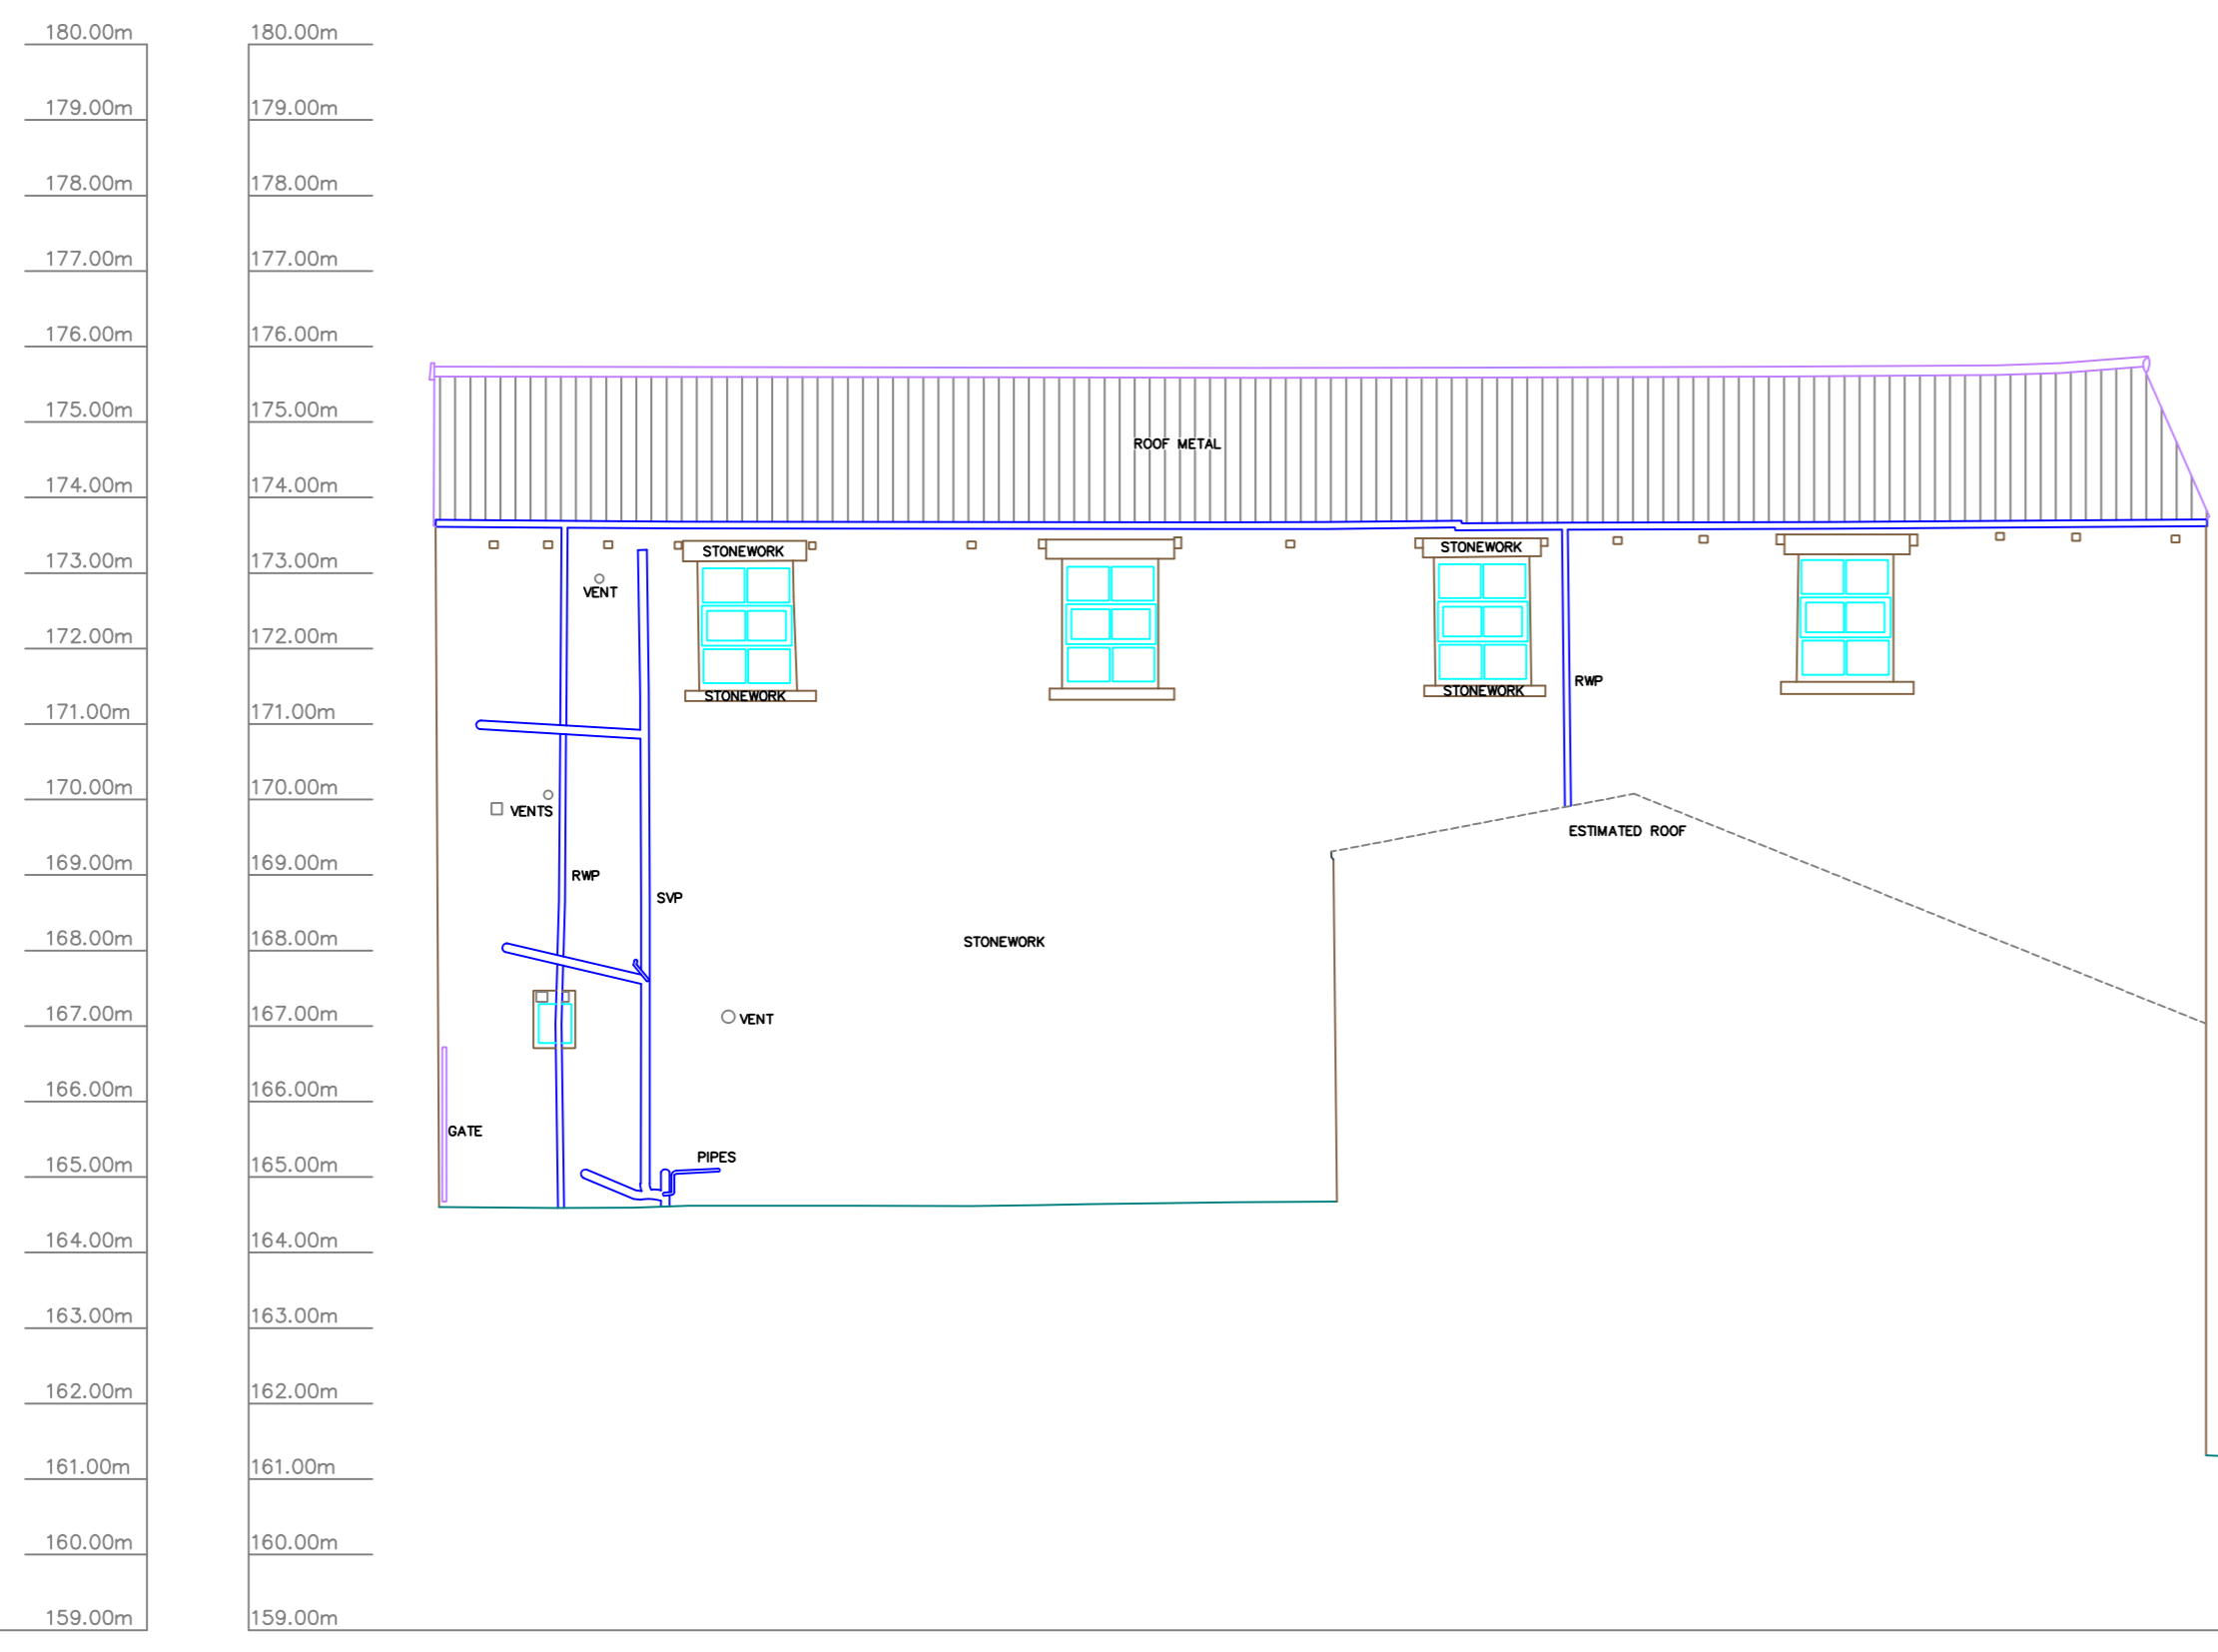 180.00m 180.00m
179.00m 179.00m
178.00m 178.00m
177.00m 177.00m
176.00m 176.00m
175.00m 175.00m
ROOF METAL
174.00m 174.00m
STONEWORK STONEWORK
173.00m 173.00m
VENT
172.00m 172.00m
RWP
STONEWORK STONEWORK
171.00m 171.00m
170.00m 170.00m
VENTS
ESTIMATED ROOF
169.00m 169.00m
RWP
SVP
STONEWORK
168.00m 168.00m
167.00m 167.00m
VENT
166.00m 166.00m
GATE
PIPES
165.00m 165.00m
164.00m 164.00m
163.00m 163.00m
162.00m 162.00m
161.00m 161.00m
160.00m 160.00m
159.00m 159.00m